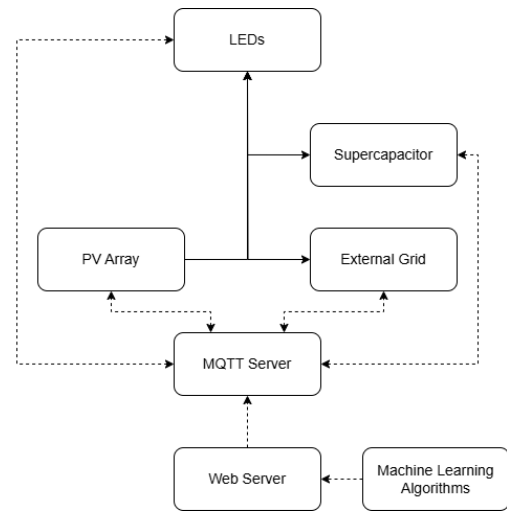 LEDs
Supercapacitor
PV Array
External Grid
MQTT Server
Web Server
Machine Learning
Algorithms